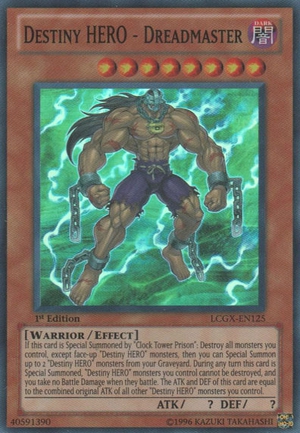 DESTINY HERO - DREADMASTER
DARK
闇
1st Edition
LCGX-EN125
[WARRIOR / EFFECT]
If this card is Special Summoned by "Clock Tower Prison": Destroy all monsters you
control, except face-up "Destiny HERO" monsters, then you can Special Summon
up to 2 "Destiny HERO" monsters from your Graveyard. During any turn this card is
Special Summoned, "Destiny HERO" monsters you control cannot be destroyed, and
you take no Battle Damage when they battle. The ATK and DEF of this card are equal
to the combined original ATK of all other "Destiny HERO" monsters you control.
ATK/ ? DEF/ ?
40591390
©1996 KAZUKI TAKAHASHI